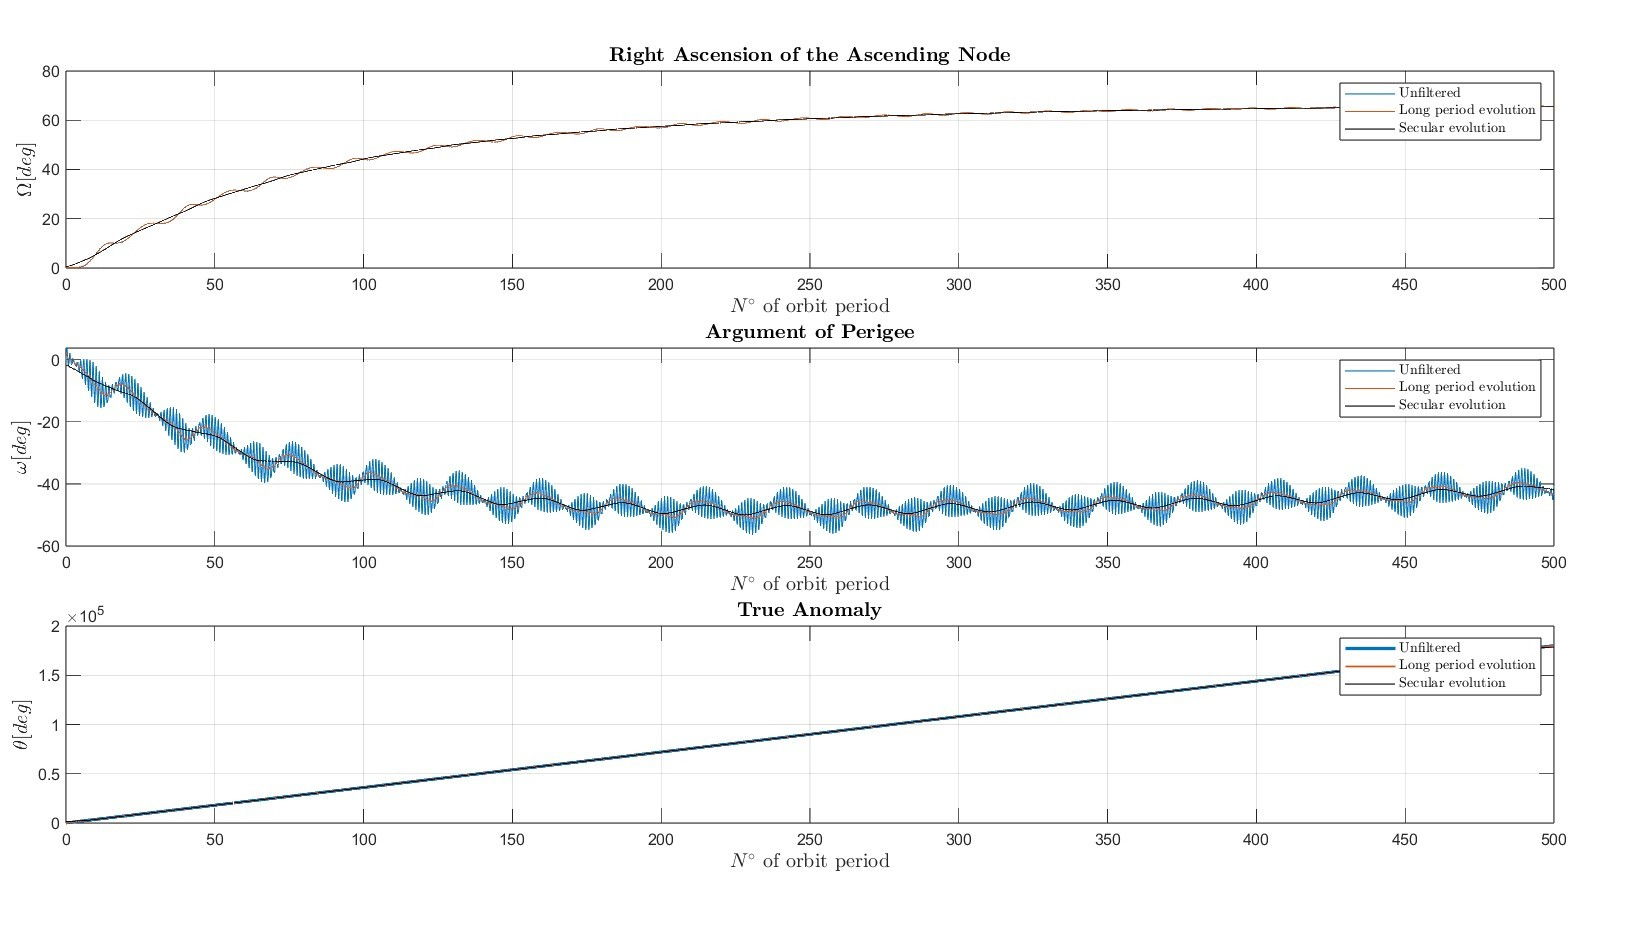 Right Ascension of the Ascending Node
80
60
40
20
0
Ω[deg]
Unfiltered
Long period evolution
Secular evolution
0 50 100 150 200 250 300 350 400 450 500
N° of orbit period
Argument of Perigee
0
-20
-40
-60
ω[deg]
Unfiltered
Long period evolution
Secular evolution
0 50 100 150 200 250 300 350 400 450 500
N° of orbit period
True Anomaly
×10⁵
2
1.5
1
0.5
0
θ[deg]
Unfiltered
Long period evolution
Secular evolution
0 50 100 150 200 250 300 350 400 450 500
N° of orbit period